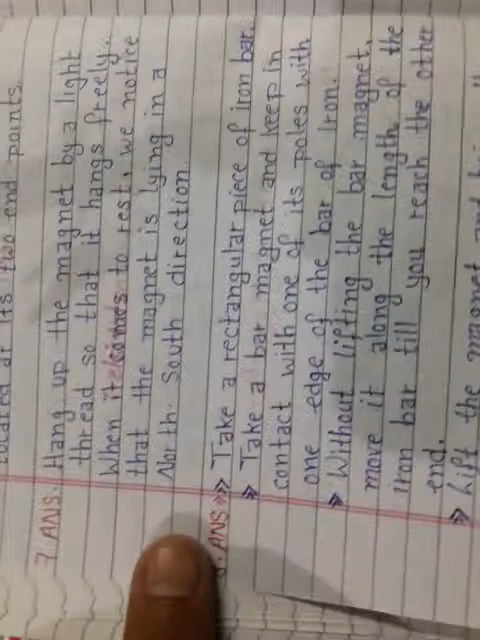 located at its two end points
7 ANS. Hang up the magnet by a light
thread so that it hangs freely.
When it comes to rest, we notice
that the magnet is lying in a
North South direction
ANS » Take a rectangular piece of iron bar.
» Take a bar magnet and keep in
contact with one of its poles with
one edge of the bar of iron.
» Without lifting the bar magnet,
move it along the length of the
iron bar till you reach the other
end.
» Lift the magnet and